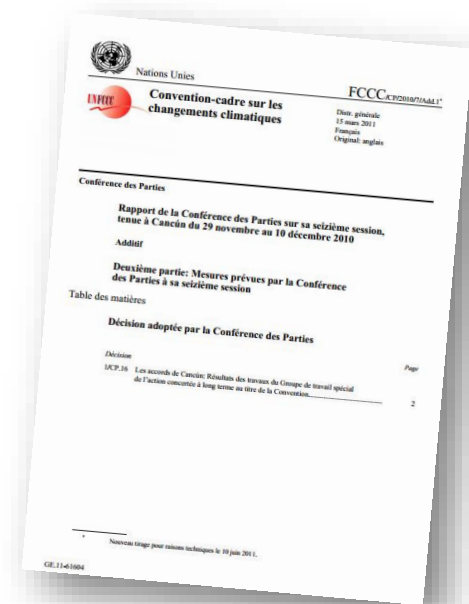 Nations Unies
FCCC/CP/2010/7/Add.1*
UNFCCC
Convention-cadre sur les
changements climatiques
Distr. générale
15 mars 2011
Français
Original: anglais
Conférence des Parties
Rapport de la Conférence des Parties sur sa seizième session,
tenue à Cancún du 29 novembre au 10 décembre 2010
Additif
Deuxième partie: Mesures prévues par la Conférence
des Parties à sa seizième session
Table des matières
Décision adoptée par la Conférence des Parties
Décision
Page
1/CP.16 Les accords de Cancún: Résultats des travaux du Groupe de travail spécial
de l'action concertée à long terme au titre de la Convention
2
* Nouveau tirage pour raisons techniques le 10 juin 2011.
GE.11-61604